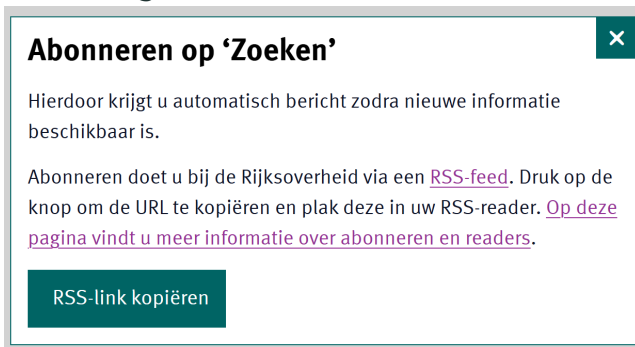 Abonneren op ‘Zoeken’
Hierdoor krijgt u automatisch bericht zodra nieuwe informatie
beschikbaar is.
Abonneren doet u bij de Rijksoverheid via een RSS-feed. Druk op de
knop om de URL te kopiëren en plak deze in uw RSS-reader. Op deze
pagina vindt u meer informatie over abonneren en readers.
RSS-link kopiëren